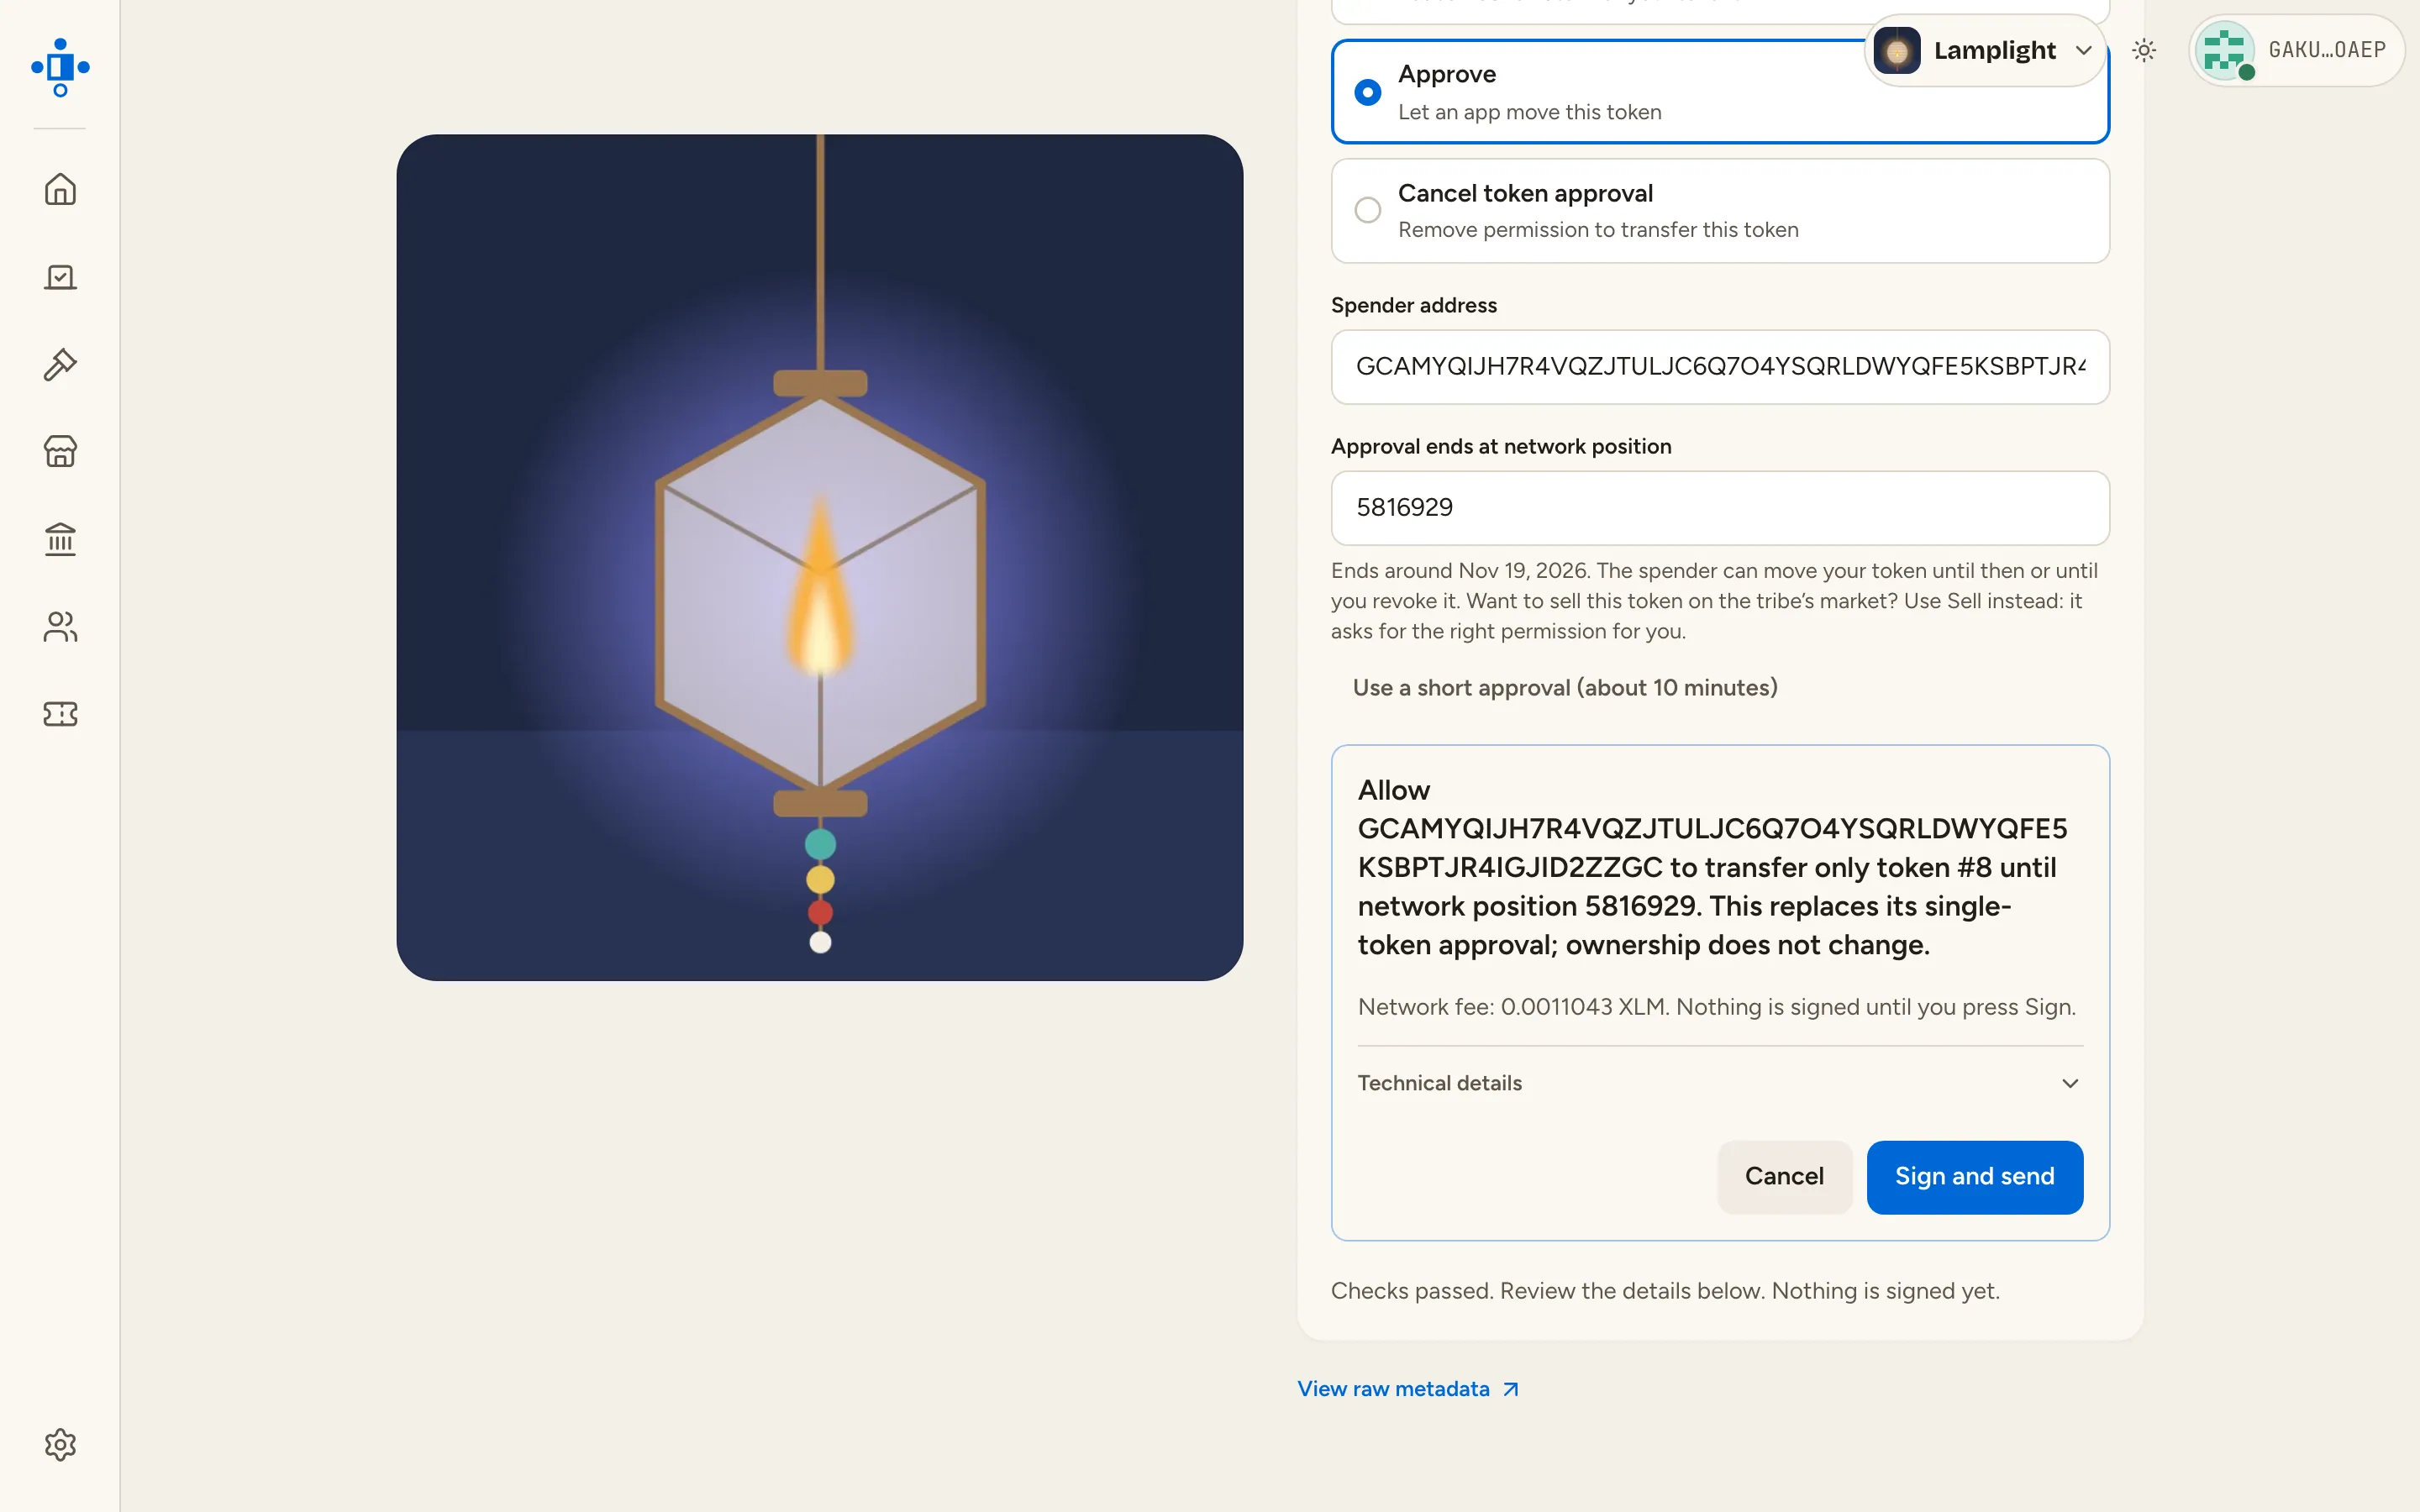 Lamplight
GAKU...OAEP
Approve
Let an app move this token
Cancel token approval
Remove permission to transfer this token
Spender address
GCAMYQIJH7R4VQZJTULJC6Q7O4YSQRLDWYQFE5KSBPTJR4
Approval ends at network position
5816929
Ends around Nov 19, 2026. The spender can move your token until then or until
you revoke it. Want to sell this token on the tribe’s market? Use Sell instead: it
asks for the right permission for you.
Use a short approval (about 10 minutes)
Allow
GCAMYQIJH7R4VQZJTULJC6Q7O4YSQRLDWYQFE5
KSBPTJR4IGJID2ZZGC to transfer only token #8 until
network position 5816929. This replaces its single-
token approval; ownership does not change.
Network fee: 0.0011043 XLM. Nothing is signed until you press Sign.
Technical details
Cancel
Sign and send
Checks passed. Review the details below. Nothing is signed yet.
View raw metadata